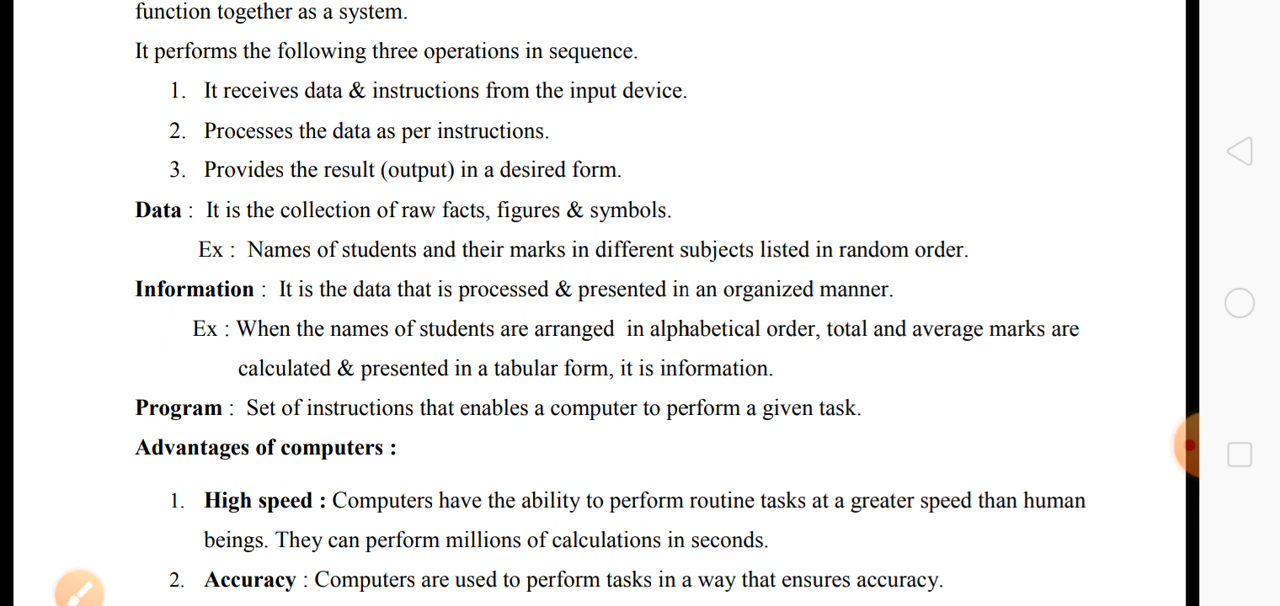 function together as a system.
It performs the following three operations in sequence.
1. It receives data & instructions from the input device.
2. Processes the data as per instructions.
3. Provides the result (output) in a desired form.
Data : It is the collection of raw facts, figures & symbols.
Ex : Names of students and their marks in different subjects listed in random order.
Information : It is the data that is processed & presented in an organized manner.
Ex : When the names of students are arranged in alphabetical order, total and average marks are
calculated & presented in a tabular form, it is information.
Program : Set of instructions that enables a computer to perform a given task.
Advantages of computers :
1. High speed : Computers have the ability to perform routine tasks at a greater speed than human
beings. They can perform millions of calculations in seconds.
2. Accuracy : Computers are used to perform tasks in a way that ensures accuracy.